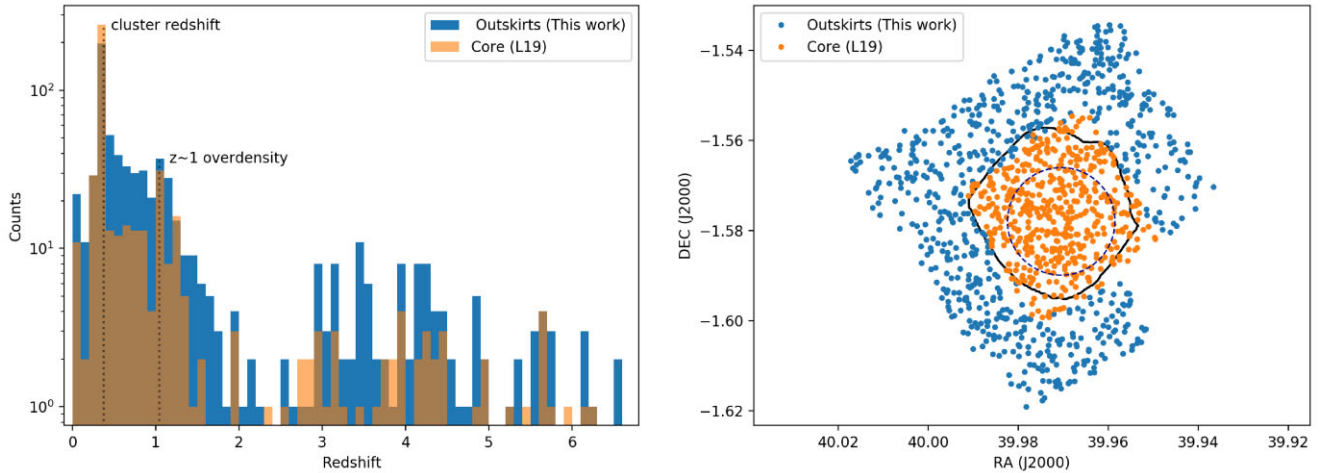 cluster redshift
z~1 overdensity
Outskirts (This work)
Core (L19)
Counts
10²
10¹
10⁰
0 1 2 3 4 5 6
Redshift
Outskirts (This work)
Core (L19)
DEC (J2000)
−1.54
−1.56
−1.58
−1.60
−1.62
40.02 40.00 39.98 39.96 39.94 39.92
RA (J2000)